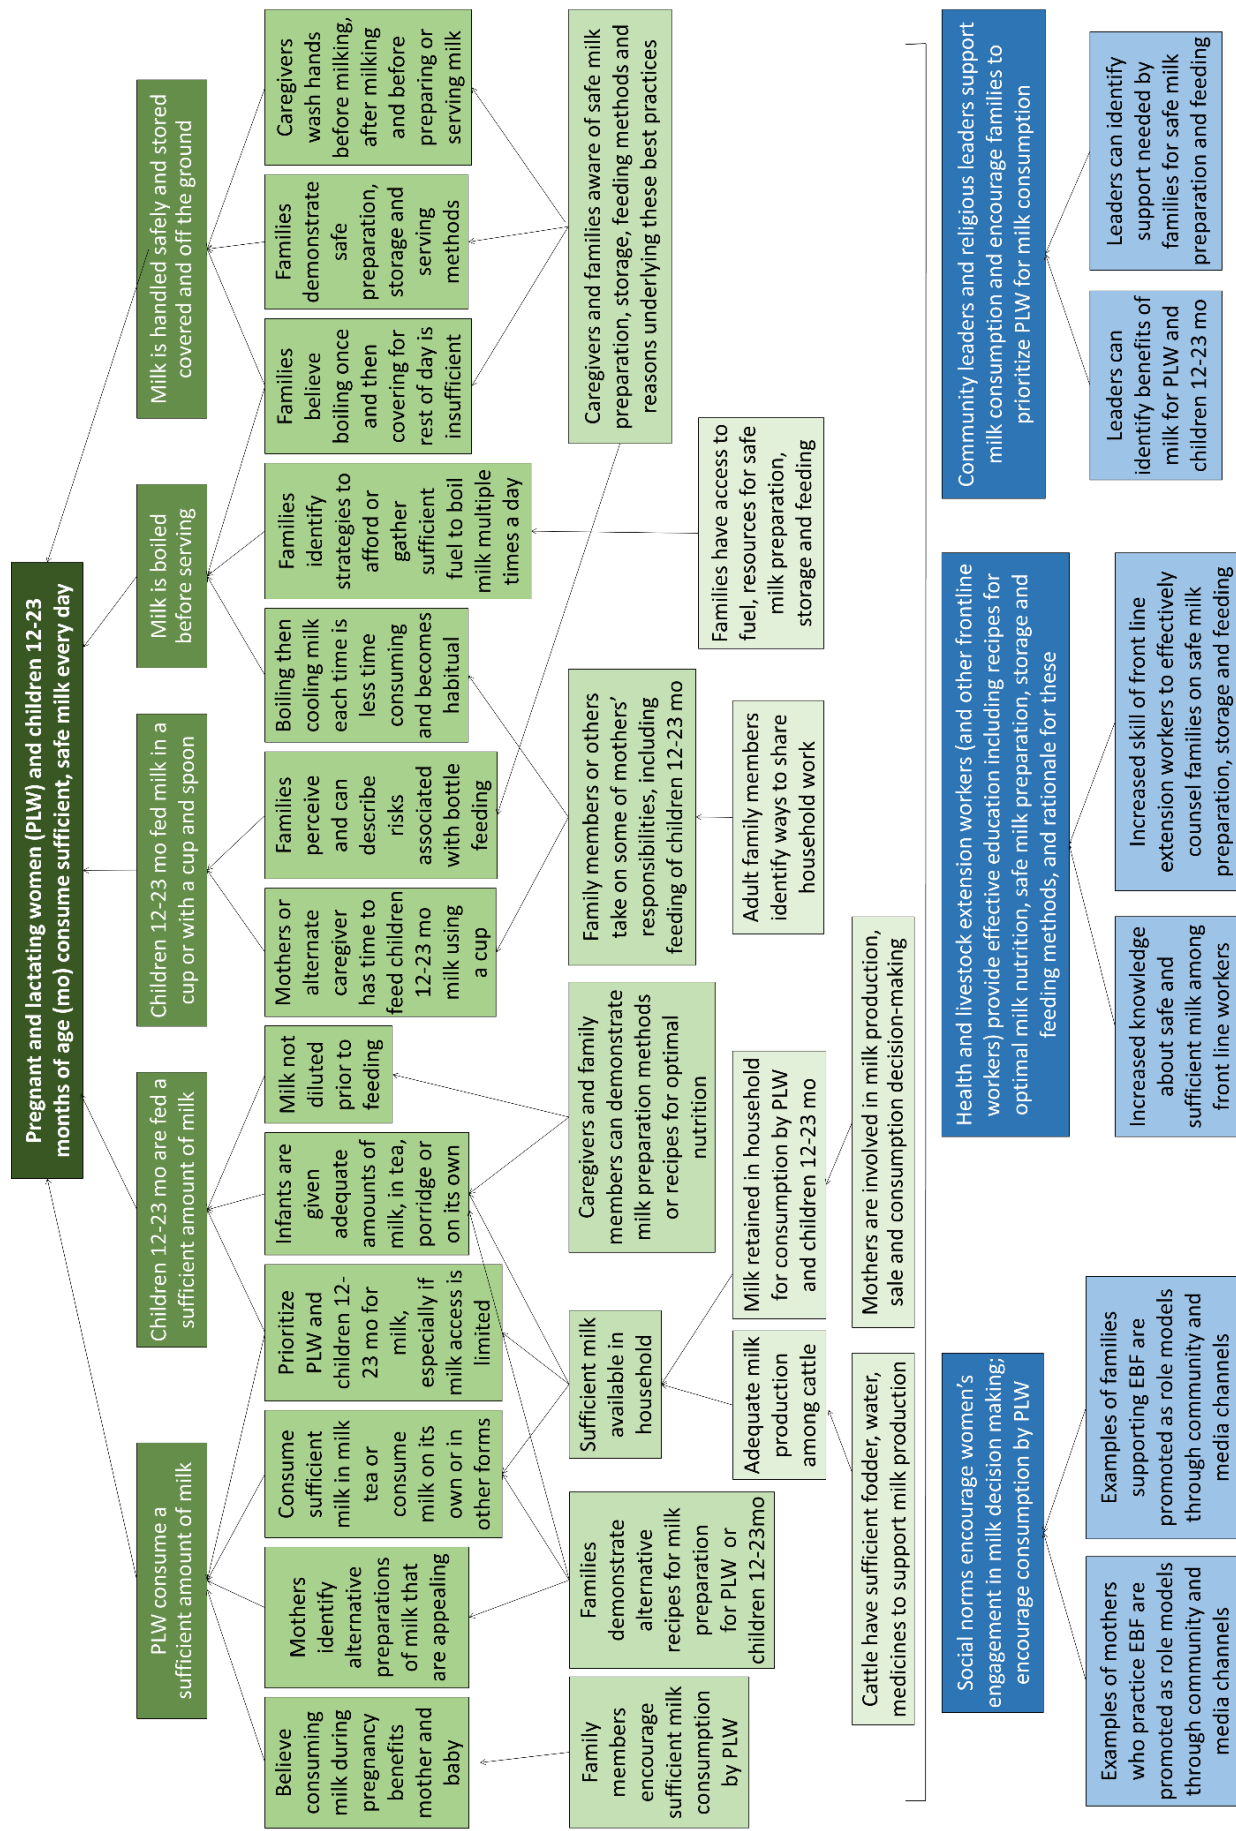 Pregnant and lactating women (PLW) and children 12-23
months of age (mo) consume sufficient, safe milk every day
PLW consume a
sufficient amount of milk
Children 12-23 mo are fed a
sufficient amount of milk
Children 12-23 mo fed milk in a
cup or with a cup and spoon
Milk is boiled
before serving
Milk is handled safely and stored
covered and off the ground
Believe
consuming
milk during
pregnancy
benefits
mother and
baby
Mothers
identify
alternative
preparations
of milk that
are appealing
Consume
sufficient
milk in milk
tea or
consume
milk on its
own or in
other forms
Prioritize
PLW and
children 12-
23 mo for
milk,
especially if
milk access is
limited
Infants are
given
adequate
amounts of
milk, in tea,
porridge or
on its own
Milk not
diluted
prior to
feeding
Mothers or
alternate
caregiver
has time to
feed children
12-23 mo
milk using
a cup
Families
perceive
and can
describe
risks
associated
with bottle
feeding
Boiling then
cooling milk
each time is
less time
consuming
and becomes
habitual
Families
identify
strategies to
afford or
gather
sufficient
fuel to boil
milk multiple
times a day
Families
believe
boiling once
and then
covering for
rest of day is
insufficient
Families
demonstrate
safe
preparation,
storage and
serving
methods
Caregivers
wash hands
before milking,
after milking
and before
preparing or
serving milk
Family
members
encourage
sufficient milk
consumption
by PLW
Families
demonstrate
alternative
recipes for milk
preparation
for PLW or
children 12-23mo
Sufficient milk
available in
household
Caregivers and family
members can demonstrate
milk preparation methods
or recipes for optimal
nutrition
Family members or others
take on some of mothers’
responsibilities, including
feeding of children 12-23 mo
Caregivers and families aware of safe milk
preparation, storage, feeding methods and
reasons underlying these best practices
Adequate milk
production
among cattle
Milk retained in household
for consumption by PLW
and children 12-23 mo
Adult family members
identify ways to share
household work
Families have access to
fuel, resources for safe
milk preparation,
storage and feeding
Cattle have sufficient fodder, water,
medicines to support milk production
Mothers are involved in milk production,
sale and consumption decision-making
Social norms encourage women’s
engagement in milk decision making;
encourage consumption by PLW
Health and livestock extension workers (and other frontline
workers) provide effective education including recipes for
optimal milk nutrition, safe milk preparation, storage and
feeding methods, and rationale for these
Community leaders and religious leaders support
milk consumption and encourage families to
prioritize PLW for milk consumption
Examples of mothers
who practice EBF are
promoted as role models
through community and
media channels
Examples of families
supporting EBF are
promoted as role models
through community and
media channels
Increased knowledge
about safe and
sufficient milk among
front line workers
Increased skill of front line
extension workers to effectively
counsel families on safe milk
preparation, storage and feeding
Leaders can
identify benefits of
milk for PLW and
children 12-23 mo
Leaders can identify
support needed by
families for safe milk
preparation and feeding